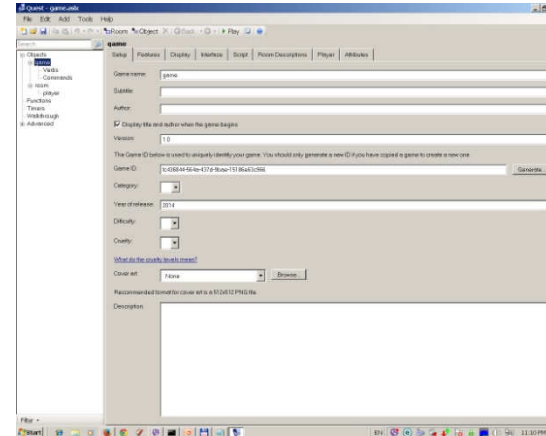 Quest - game.aslx
File Edit Add Tools Help
Room Object Play
Search
Objects
game
Verbs
Commands
room
player
Functions
Timers
Walkthrough
Advanced
Filter
game
Setup Features Display Interface Script Room Descriptions Player Attributes
Game name: game
Subtitle:
Author:
Display title and author when the game begins
Version: 1.0
The Game ID below is used to uniquely identify your game. You should only generate a new ID if you have copied a game to create a new one.
Game ID: Generate...
Category:
Year of release: 2014
Difficulty:
Cruelty:
What do the cruelty levels mean?
Cover art: None Browse...
Recommended format for cover art is a 512x512 PNG file.
Description:
Start EN 11:10 PM